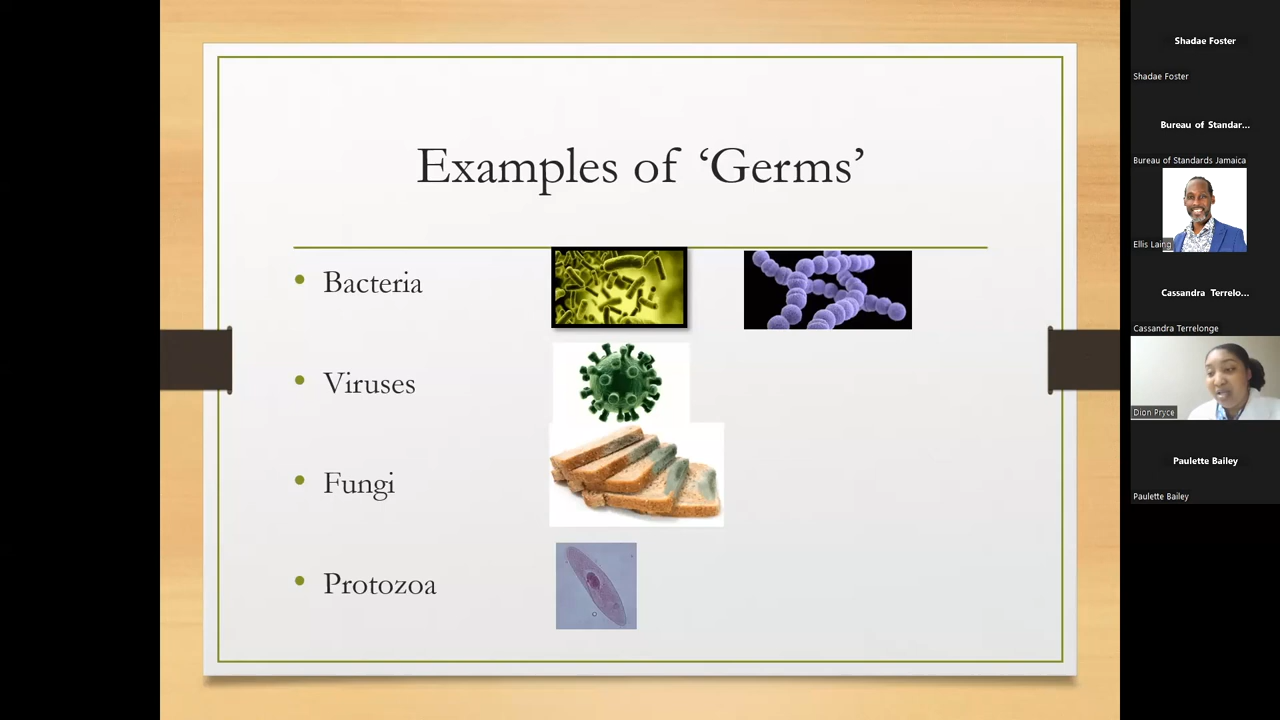 Examples of ‘Germs’
• Bacteria
• Viruses
• Fungi
• Protozoa
Shadae Foster
Shadae Foster
Bureau of Standar...
Bureau of Standards Jamaica
Ellis Laing
Cassandra Terrelo...
Cassandra Terrelonge
Dion Pryce
Paulette Bailey
Paulette Bailey